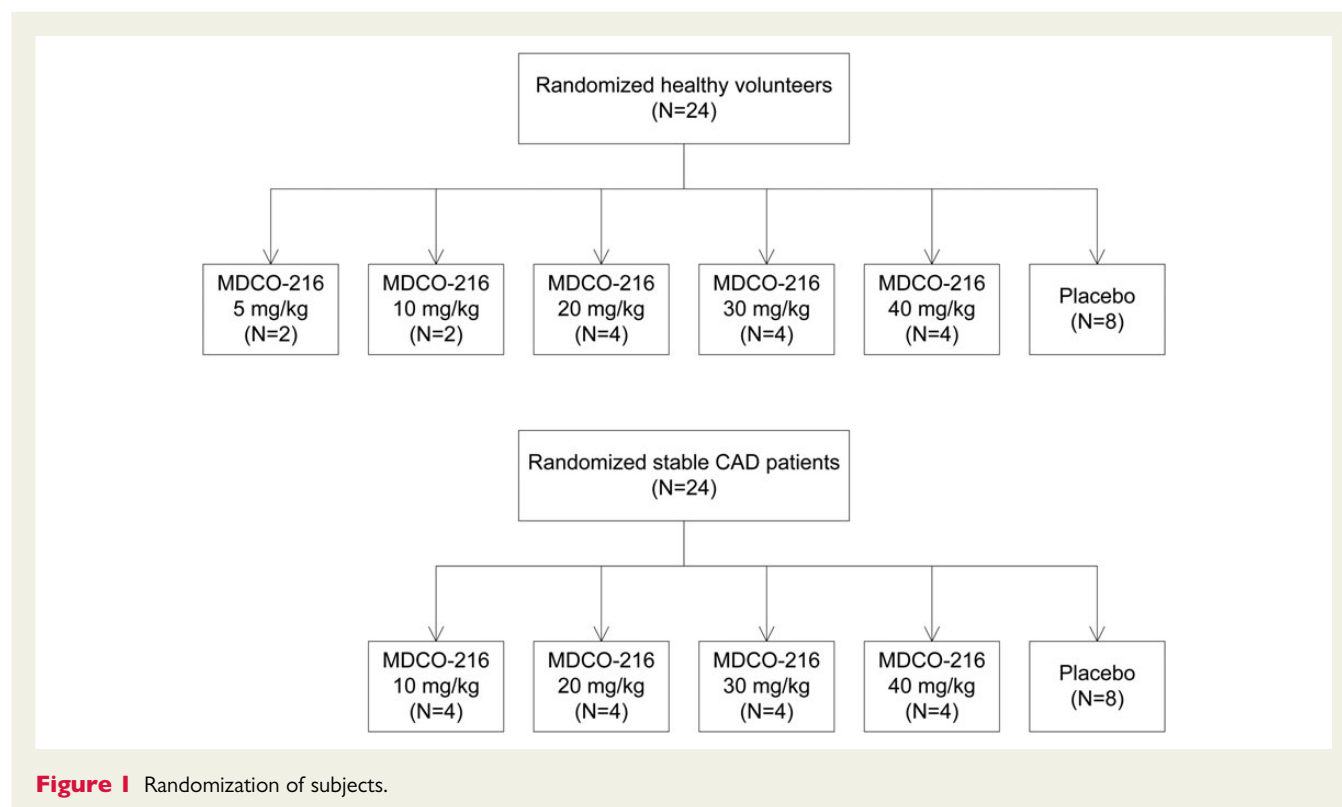 Randomized healthy volunteers
(N=24)
MDCO-216
5 mg/kg
(N=2)
MDCO-216
10 mg/kg
(N=2)
MDCO-216
20 mg/kg
(N=4)
MDCO-216
30 mg/kg
(N=4)
MDCO-216
40 mg/kg
(N=4)
Placebo
(N=8)
Randomized stable CAD patients
(N=24)
MDCO-216
10 mg/kg
(N=4)
MDCO-216
20 mg/kg
(N=4)
MDCO-216
30 mg/kg
(N=4)
MDCO-216
40 mg/kg
(N=4)
Placebo
(N=8)
Figure 1 Randomization of subjects.